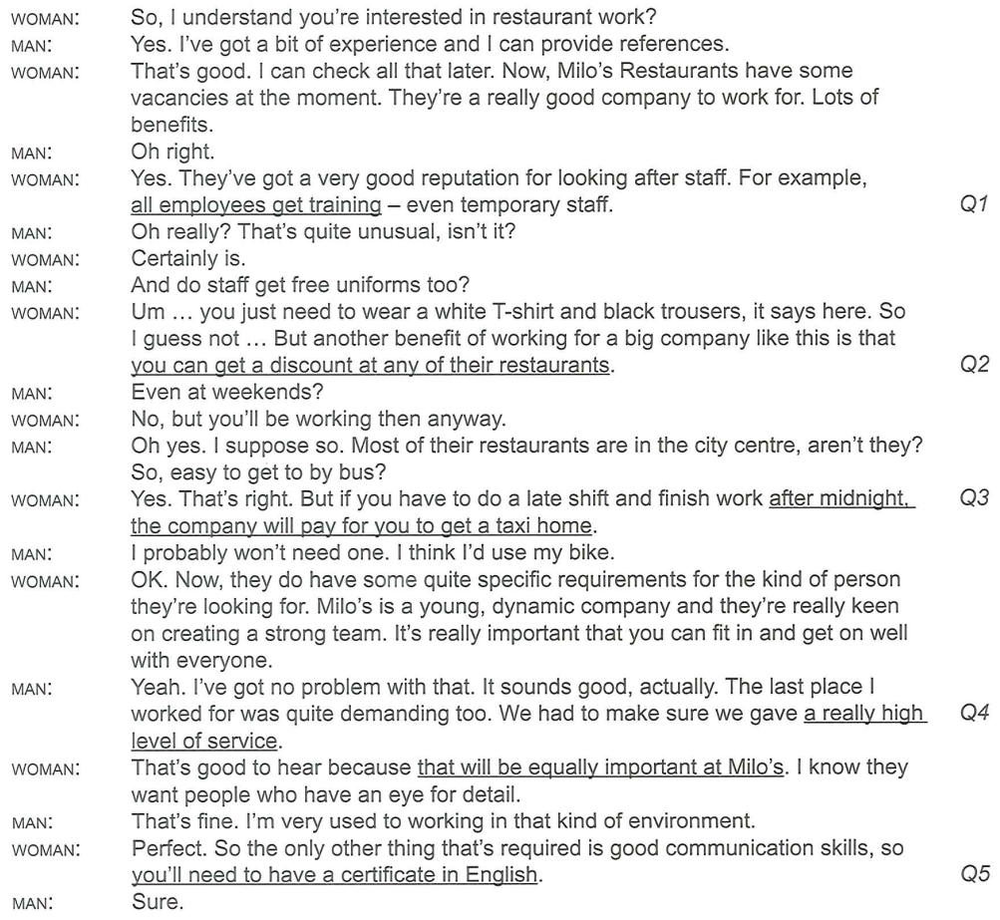 WOMAN: So, I understand you're interested in restaurant work?
MAN: Yes. I've got a bit of experience and I can provide references.
WOMAN: That's good. I can check all that later. Now, Milo's Restaurants have some
vacancies at the moment. They're a really good company to work for. Lots of
benefits.
MAN: Oh right.
WOMAN: Yes. They've got a very good reputation for looking after staff. For example,
all employees get training – even temporary staff. Q1
MAN: Oh really? That's quite unusual, isn't it?
WOMAN: Certainly is.
MAN: And do staff get free uniforms too?
WOMAN: Um … you just need to wear a white T-shirt and black trousers, it says here. So
I guess not … But another benefit of working for a big company like this is that
you can get a discount at any of their restaurants. Q2
MAN: Even at weekends?
WOMAN: No, but you'll be working then anyway.
MAN: Oh yes. I suppose so. Most of their restaurants are in the city centre, aren't they?
So, easy to get to by bus?
WOMAN: Yes. That's right. But if you have to do a late shift and finish work after midnight, Q3
the company will pay for you to get a taxi home.
MAN: I probably won't need one. I think I'd use my bike.
WOMAN: OK. Now, they do have some quite specific requirements for the kind of person
they're looking for. Milo's is a young, dynamic company and they're really keen
on creating a strong team. It's really important that you can fit in and get on well
with everyone.
MAN: Yeah. I've got no problem with that. It sounds good, actually. The last place I
worked for was quite demanding too. We had to make sure we gave a really high Q4
level of service.
WOMAN: That's good to hear because that will be equally important at Milo's. I know they
want people who have an eye for detail.
MAN: That's fine. I'm very used to working in that kind of environment.
WOMAN: Perfect. So the only other thing that's required is good communication skills, so
you'll need to have a certificate in English. Q5
MAN: Sure.